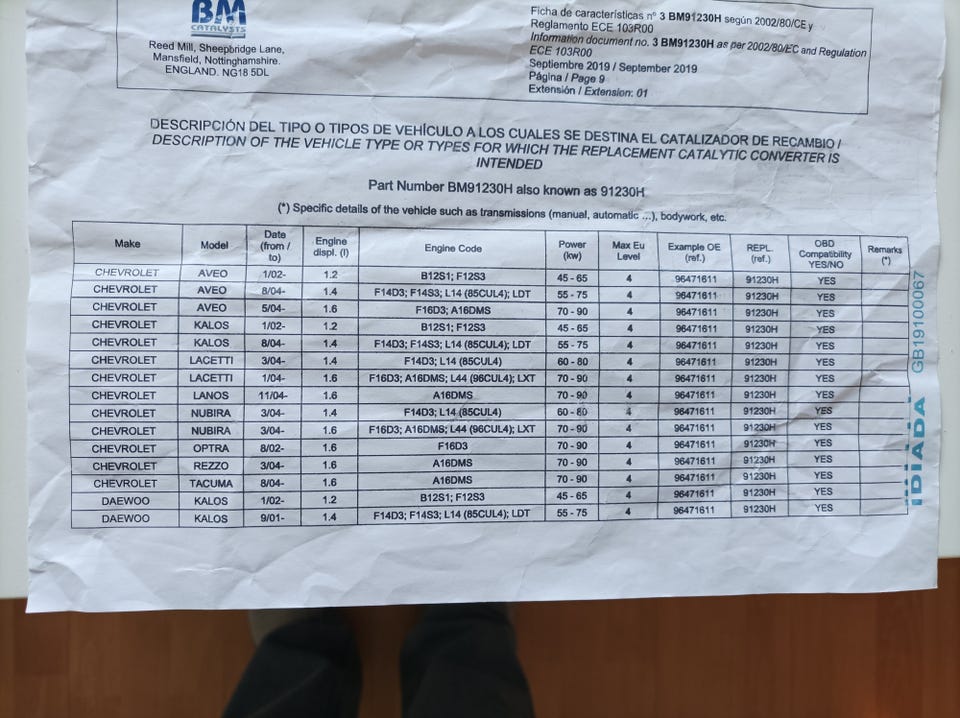 BM
CATALYSTS
Reed Mill, Sheepbridge Lane,
Mansfield, Nottinghamshire.
ENGLAND. NG18 5DL
Ficha de características nº 3 BM91230H según 2002/80/CE y
Reglamento ECE 103R00
Information document no. 3 BM91230H as per 2002/80/EC and Regulation
ECE 103R00
Septiembre 2019 / September 2019
Página / Page 9
Extensión / Extension: 01
DESCRIPCIÓN DEL TIPO O TIPOS DE VEHÍCULO A LOS CUALES SE DESTINA EL CATALIZADOR DE RECAMBIO /
DESCRIPTION OF THE VEHICLE TYPE OR TYPES FOR WHICH THE REPLACEMENT CATALYTIC CONVERTER IS
INTENDED
Part Number BM91230H also known as 91230H
(*) Specific details of the vehicle such as transmissions (manual, automatic ...), bodywork, etc.
Make Model Date (from / to) Engine displ. (l) Engine Code Power (kw) Max Eu Level Example OE (ref.) REPL. (ref.) OBD Compatibility YES/NO Remarks (*)
CHEVROLET AVEO 1/02- 1.2 B12S1; F12S3 45 - 65 4 96471611 91230H YES
CHEVROLET AVEO 8/04- 1.4 F14D3; F14S3; L14 (85CUL4); LDT 55 - 75 4 96471611 91230H YES
CHEVROLET AVEO 5/04- 1.6 F16D3; A16DMS 70 - 90 4 96471611 91230H YES
CHEVROLET KALOS 1/02- 1.2 B12S1; F12S3 45 - 65 4 96471611 91230H YES
CHEVROLET KALOS 8/04- 1.4 F14D3; F14S3; L14 (85CUL4); LDT 55 - 75 4 96471611 91230H YES
CHEVROLET LACETTI 3/04- 1.4 F14D3; L14 (85CUL4) 60 - 80 4 96471611 91230H YES
CHEVROLET LACETTI 1/04- 1.6 F16D3; A16DMS; L44 (96CUL4); LXT 70 - 90 4 96471611 91230H YES
CHEVROLET LANOS 11/04- 1.6 A16DMS 70 - 90 4 96471611 91230H YES
CHEVROLET NUBIRA 3/04- 1.4 F14D3; L14 (85CUL4) 60 - 80 4 96471611 91230H YES
CHEVROLET NUBIRA 3/04- 1.6 F16D3; A16DMS; L44 (96CUL4); LXT 70 - 90 4 96471611 91230H YES
CHEVROLET OPTRA 8/02- 1.6 F16D3 70 - 90 4 96471611 91230H YES
CHEVROLET REZZO 3/04- 1.6 A16DMS 70 - 90 4 96471611 91230H YES
CHEVROLET TACUMA 8/04- 1.6 A16DMS 70 - 90 4 96471611 91230H YES
DAEWOO KALOS 1/02- 1.2 B12S1; F12S3 45 - 65 4 96471611 91230H YES
DAEWOO KALOS 9/01- 1.4 F14D3; F14S3; L14 (85CUL4); LDT 55 - 75 4 96471611 91230H YES
IDIADA GB191000067